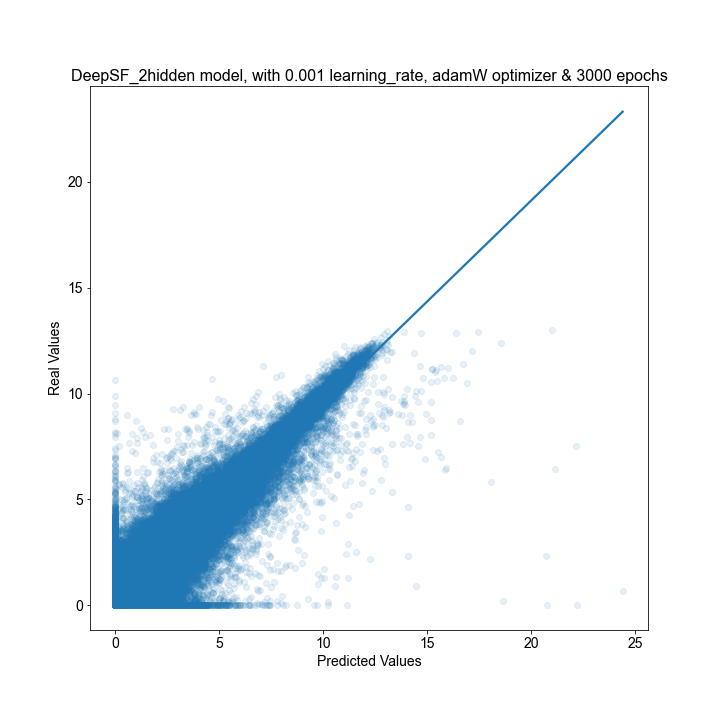 DeepSF_2hidden model, with 0.001 learning_rate, adamW optimizer & 3000 epochs
20
15
10
5
0
Real Values
0 5 10 15 20 25
Predicted Values